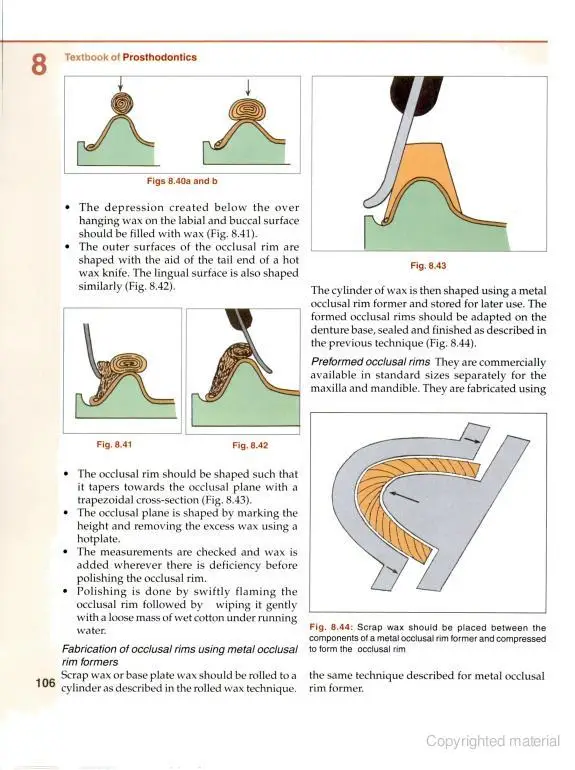 8
Textbook of Prosthodontics
Figs 8.40a and b
• The depression created below the over
hanging wax on the labial and buccal surface
should be filled with wax (Fig. 8.41).
• The outer surfaces of the occlusal rim are
shaped with the aid of the tail end of a hot
wax knife. The lingual surface is also shaped
similarly (Fig. 8.42).
Fig. 8.41
Fig. 8.42
• The occlusal rim should be shaped such that
it tapers towards the occlusal plane with a
trapezoidal cross-section (Fig. 8.43).
• The occlusal plane is shaped by marking the
height and removing the excess wax using a
hotplate.
• The measurements are checked and wax is
added wherever there is deficiency before
polishing the occlusal rim.
• Polishing is done by swiftly flaming the
occlusal rim followed by wiping it gently
with a loose mass of wet cotton under running
water.
Fabrication of occlusal rims using metal occlusal
rim formers
Scrap wax or base plate wax should be rolled to a
cylinder as described in the rolled wax technique.
106
Fig. 8.43
The cylinder of wax is then shaped using a metal
occlusal rim former and stored for later use. The
formed occlusal rims should be adapted on the
denture base, sealed and finished as described in
the previous technique (Fig. 8.44).
Preformed occlusal rims They are commercially
available in standard sizes separately for the
maxilla and mandible. They are fabricated using
Fig. 8.44: Scrap wax should be placed between the
components of a metal occlusal rim former and compressed
to form the occlusal rim
the same technique described for metal occlusal
rim former.
Copyrighted material